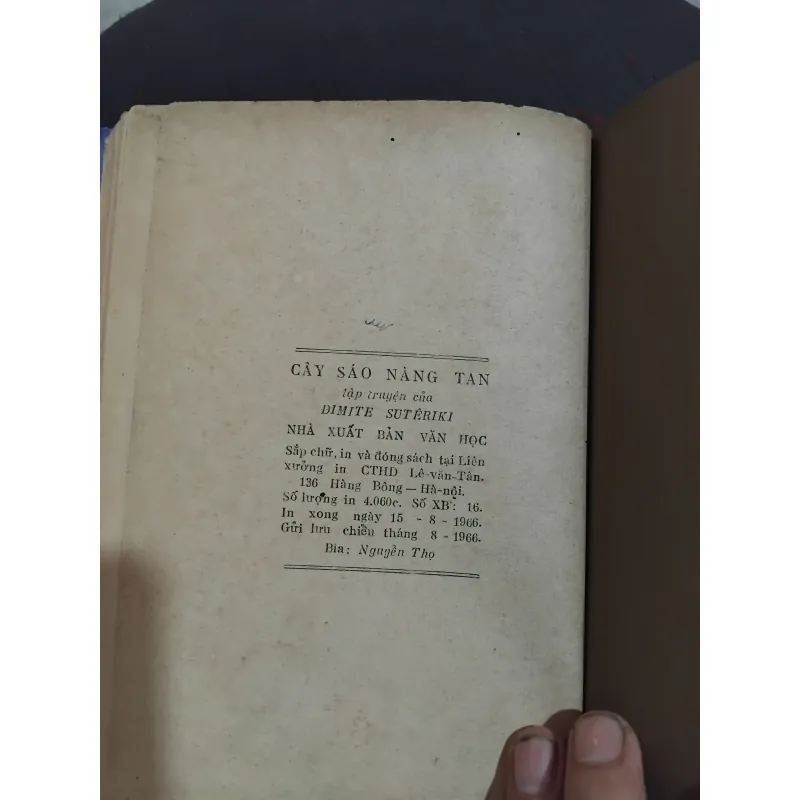 CÂY SÁO NÀNG TAN
tập truyện của
ĐIMITE SUTÊRIKI
NHÀ XUẤT BẢN VĂN HỌC
Sắp chữ, in và đóng sách tại Liên
xưởng in CTHD Lê-văn-Tân.
136 Hàng Bông — Hà-nội.
Số lượng in 4.060c. Số XB: 16.
In xong ngày 15 - 8 - 1966.
Gửi lưu chiểu tháng 8 - 1966.
Bìa: Nguyễn Thọ